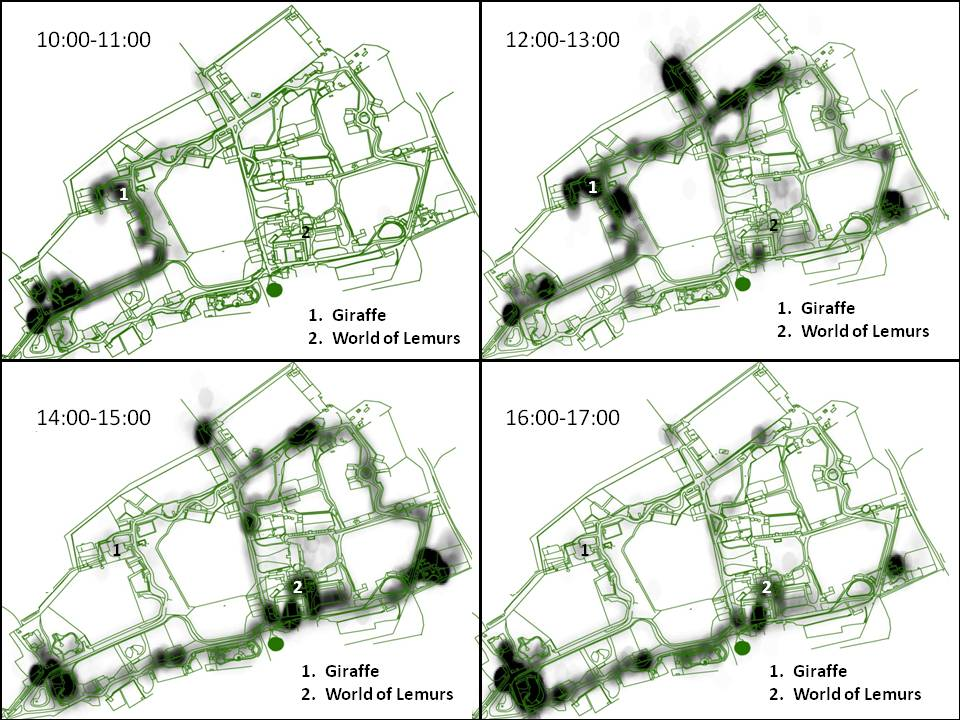 10:00-11:00
1
2
1. Giraffe
2. World of Lemurs
12:00-13:00
1
2
1. Giraffe
2. World of Lemurs
14:00-15:00
1
2
1. Giraffe
2. World of Lemurs
16:00-17:00
1
2
1. Giraffe
2. World of Lemurs